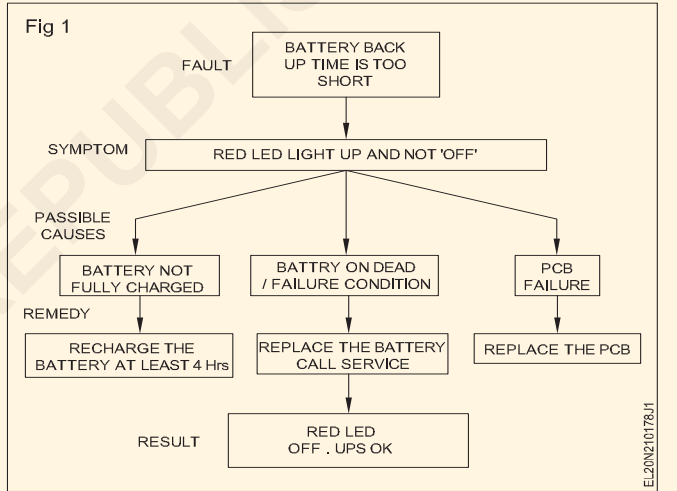 Fig 1
FAULT
BATTERY BACK
UP TIME IS TOO
SHORT
SYMPTOM
RED LED LIGHT UP AND NOT 'OFF'
PASSIBLE
CAUSES
BATTERY NOT
FULLY CHARGED
BATTRY ON DEAD
/ FAILURE CONDITION
PCB
FAILURE
REMEDY
RECHARGE THE
BATTERY AT LEAST 4 Hrs
REPLACE THE BATTERY
CALL SERVICE
REPLACE THE PCB
RESULT
RED LED
OFF . UPS OK
EL20N210178J1
REPUBLI